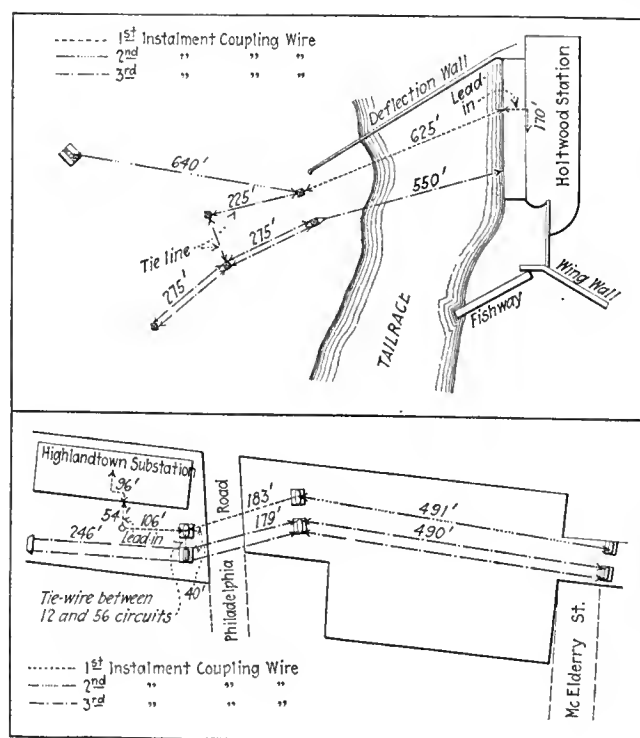 1st Instalment Coupling Wire
2nd " " "
3rd " " "
Deflection Wall
Lead-in
170'
Holtwood Station
625'
640'
550'
225'
275'
Tie line
275'
TAILRACE
Fishway
Wing Wall
Highlandtown Substation
96'
54'
106'
Lead-in
246'
40'
Tie-wire between
12 and 56 circuits
Philadelphia Road
183'
179'
491'
490'
Mc Elderry St.
1st Instalment Coupling Wire
2nd " " "
3rd " " "